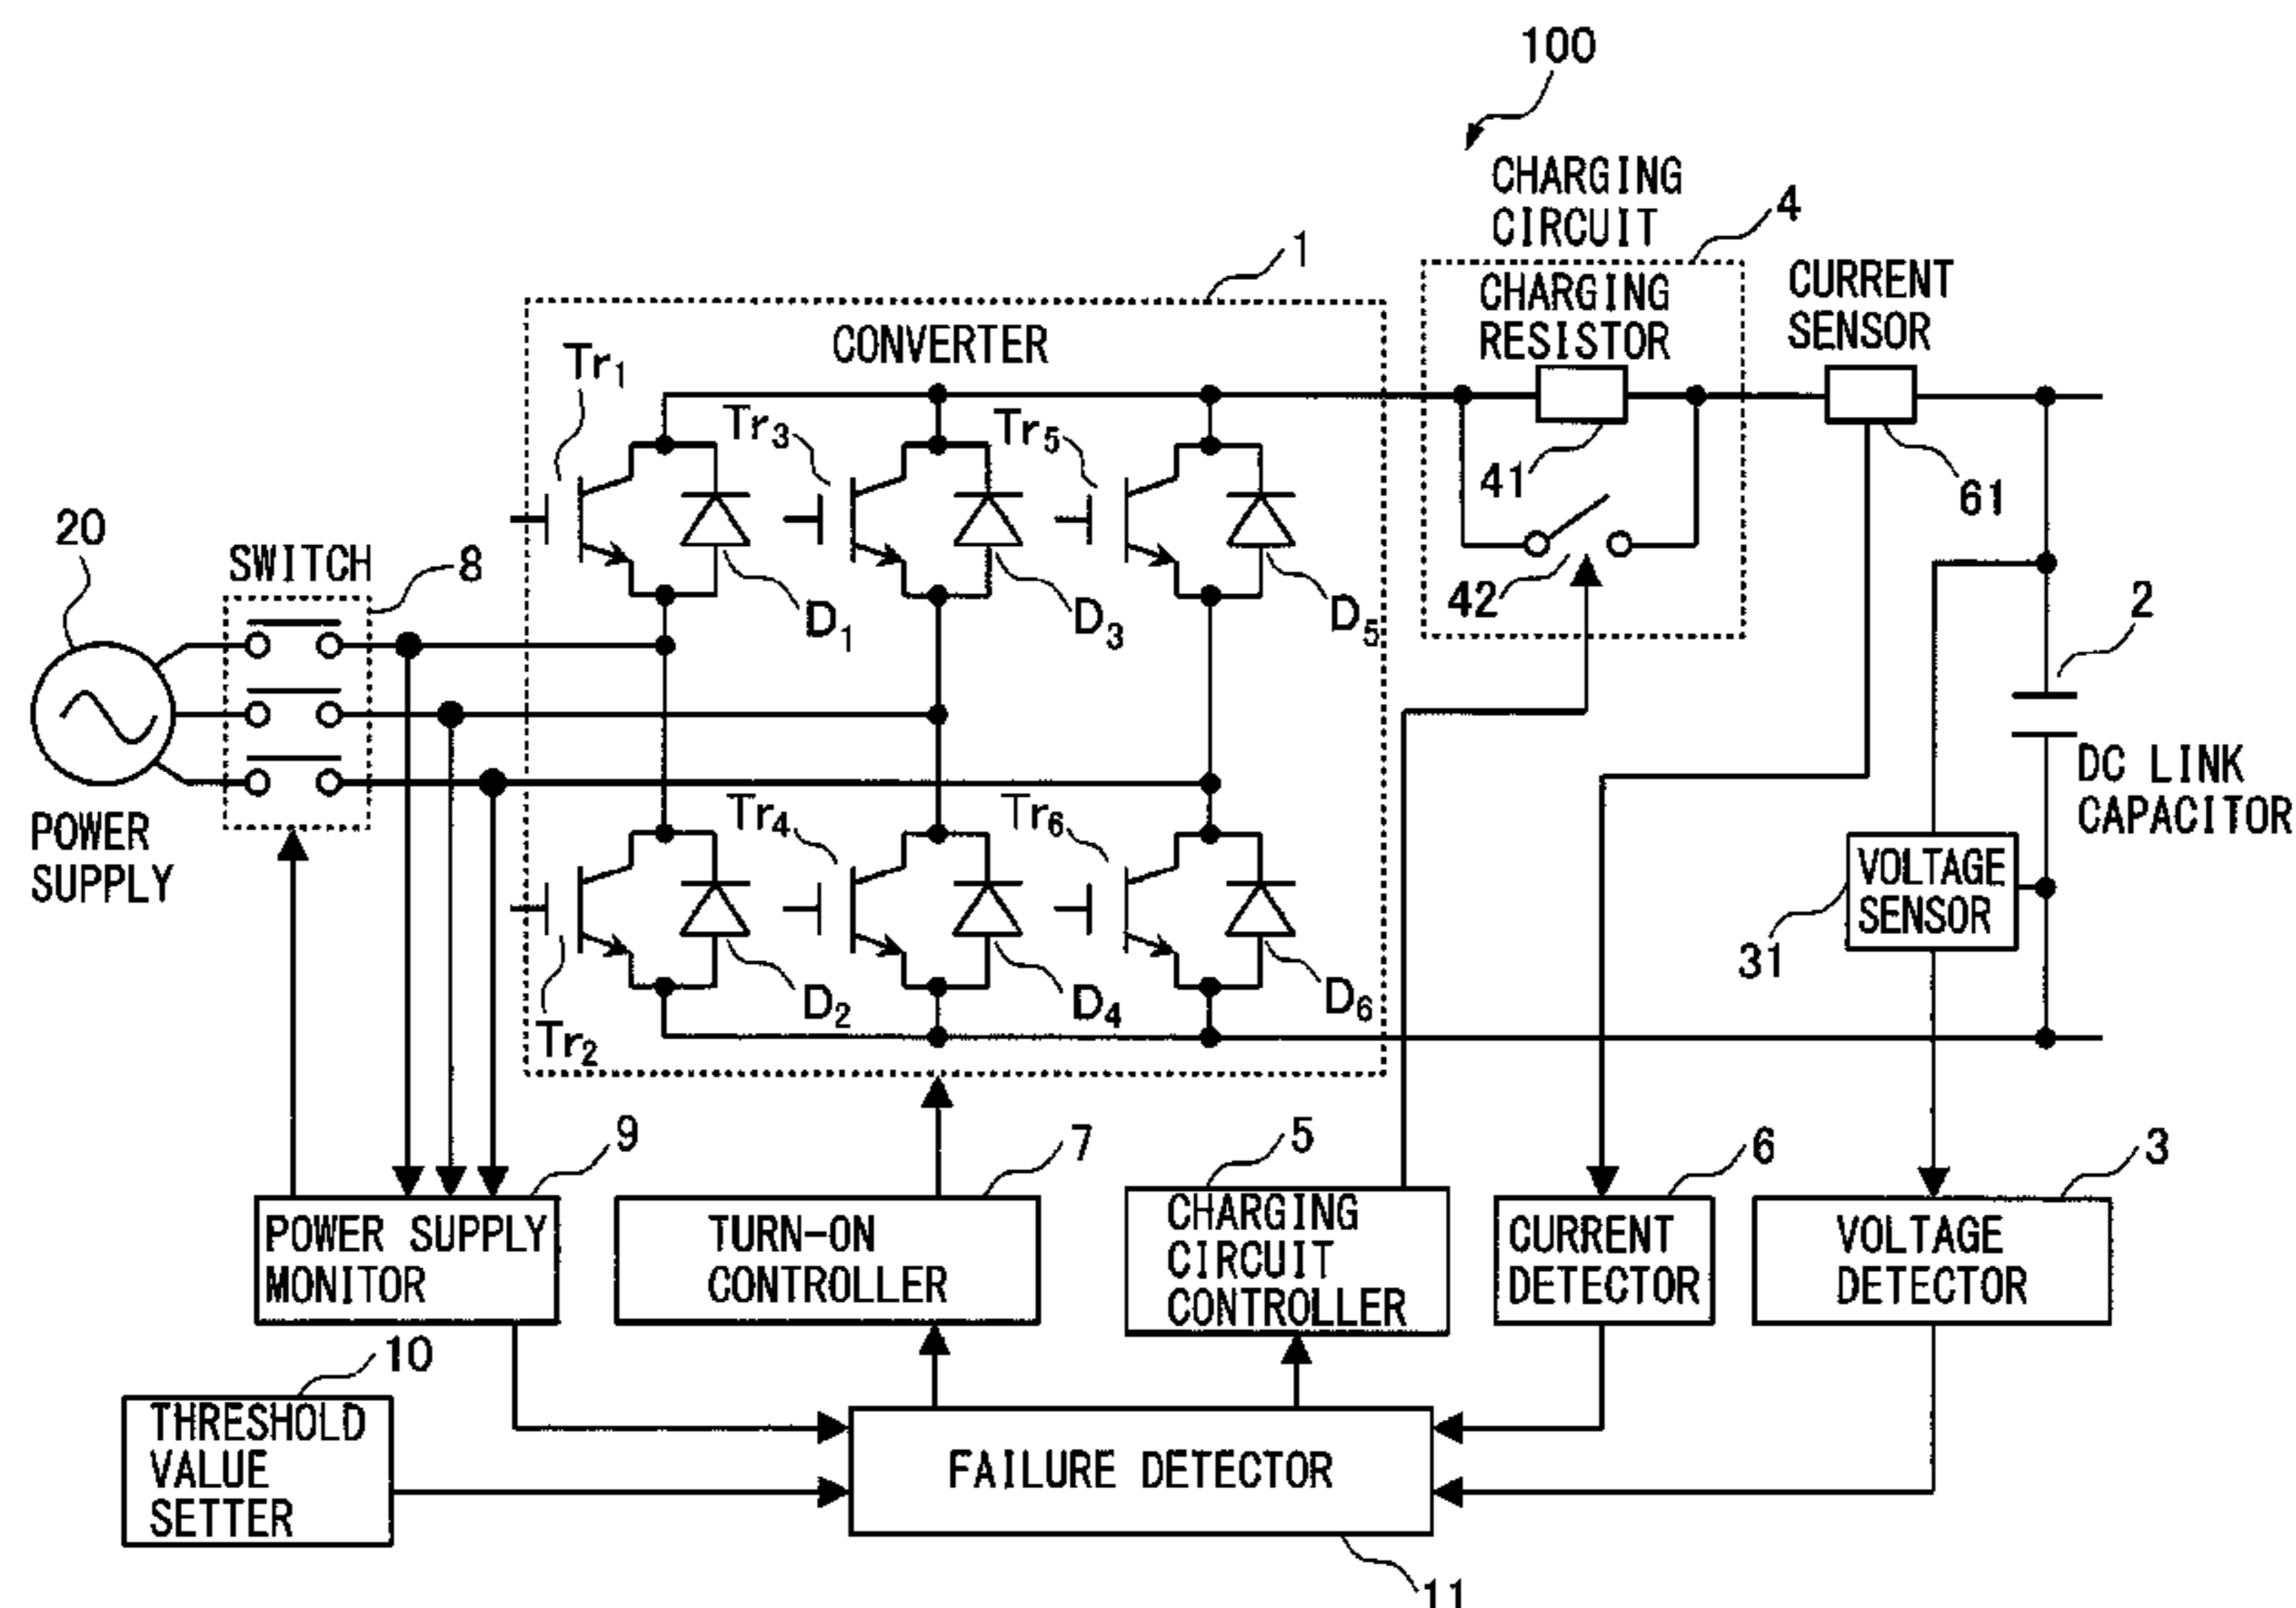 100
CHARGING
CIRCUIT
4
1
CHARGING
RESISTOR
CURRENT
SENSOR
CONVERTER
Tr1
Tr3
Tr5
41
61
20
SWITCH
8
42
2
D1
D3
D5
DC LINK
CAPACITOR
POWER
SUPPLY
Tr4
Tr6
VOLTAGE
SENSOR
31
Tr2
D2
D4
D6
9
7
5
6
3
POWER SUPPLY
MONITOR
TURN-ON
CONTROLLER
CHARGING
CIRCUIT
CONTROLLER
CURRENT
DETECTOR
VOLTAGE
DETECTOR
10
THRESHOLD
VALUE
SETTER
FAILURE DETECTOR
11